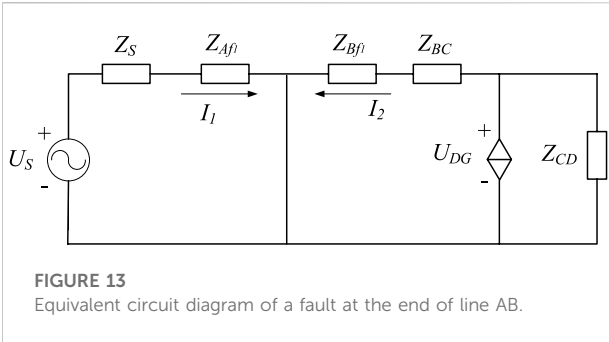 Z_S Z_Af1 Z_Bf1 Z_BC
I_1 I_2
+ +
U_S U_DG Z_CD
- -
FIGURE 13
Equivalent circuit diagram of a fault at the end of line AB.